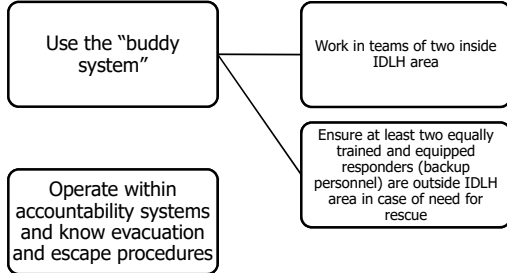 Use the “buddy
system”
Work in teams of two inside
IDLH area
Ensure at least two equally
trained and equipped
responders (backup
personnel) are outside IDLH
area in case of need for
rescue
Operate within
accountability systems
and know evacuation
and escape procedures